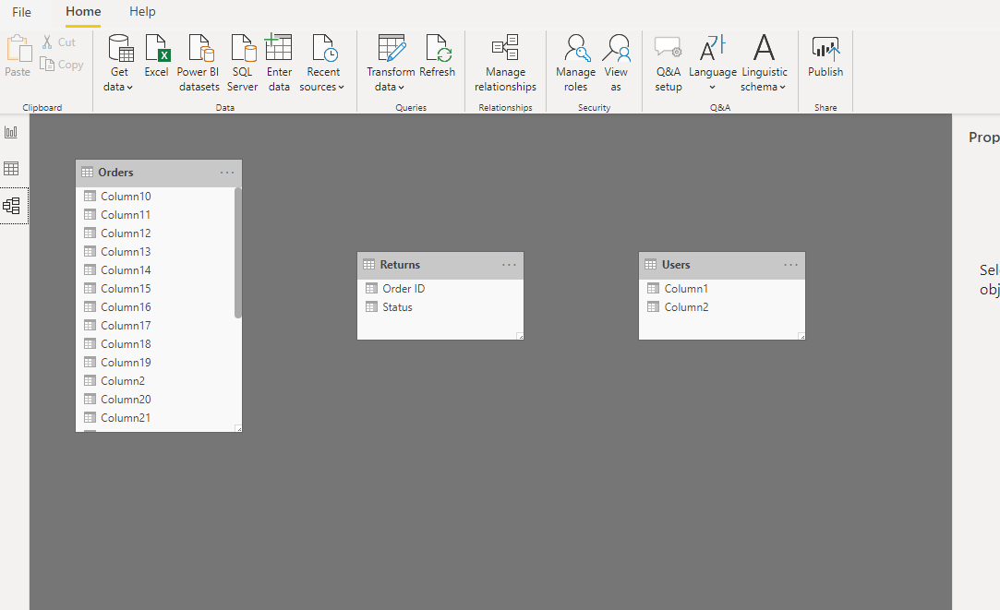 File Home Help
Paste
Cut
Copy
Clipboard
Get data
Excel
Power BI datasets
SQL Server
Enter data
Recent sources
Data
Transform data
Refresh
Queries
Manage relationships
Relationships
Manage roles
View as
Security
Q&A setup
Language
Linguistic schema
Q&A
Publish
Share
Orders
Column10
Column11
Column12
Column13
Column14
Column15
Column16
Column17
Column18
Column19
Column2
Column20
Column21
Returns
Order ID
Status
Users
Column1
Column2
Prop
Sel
obj